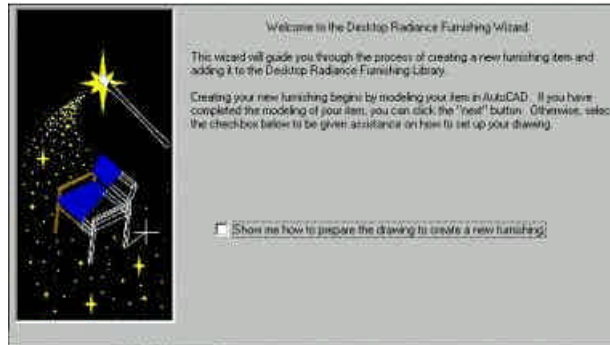 Welcome to the Desktop Radiance Furnishing Wizard
This wizard will guide you through the process of creating a new furnishing item and
adding it to the Desktop Radiance Furnishing Library.
Creating your new furnishing begins by modeling your item in AutoCAD. If you have
completed the modeling of your item, you can click the "next" button. Otherwise, selec
the checkbox below to be given assistance on how to set up your drawing.
Show me how to prepare the drawing to create a new furnishing